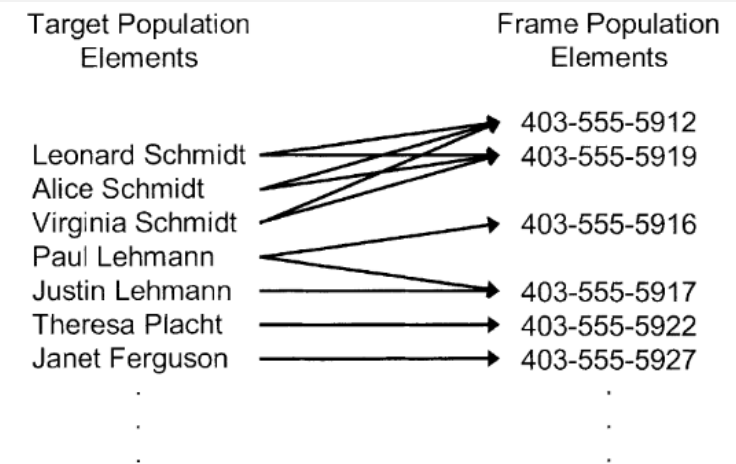 Target Population
Elements
Frame Population
Elements
403-555-5912
Leonard Schmidt
403-555-5919
Alice Schmidt
Virginia Schmidt
403-555-5916
Paul Lehmann
Justin Lehmann
403-555-5917
Theresa Placht
403-555-5922
Janet Ferguson
403-555-5927